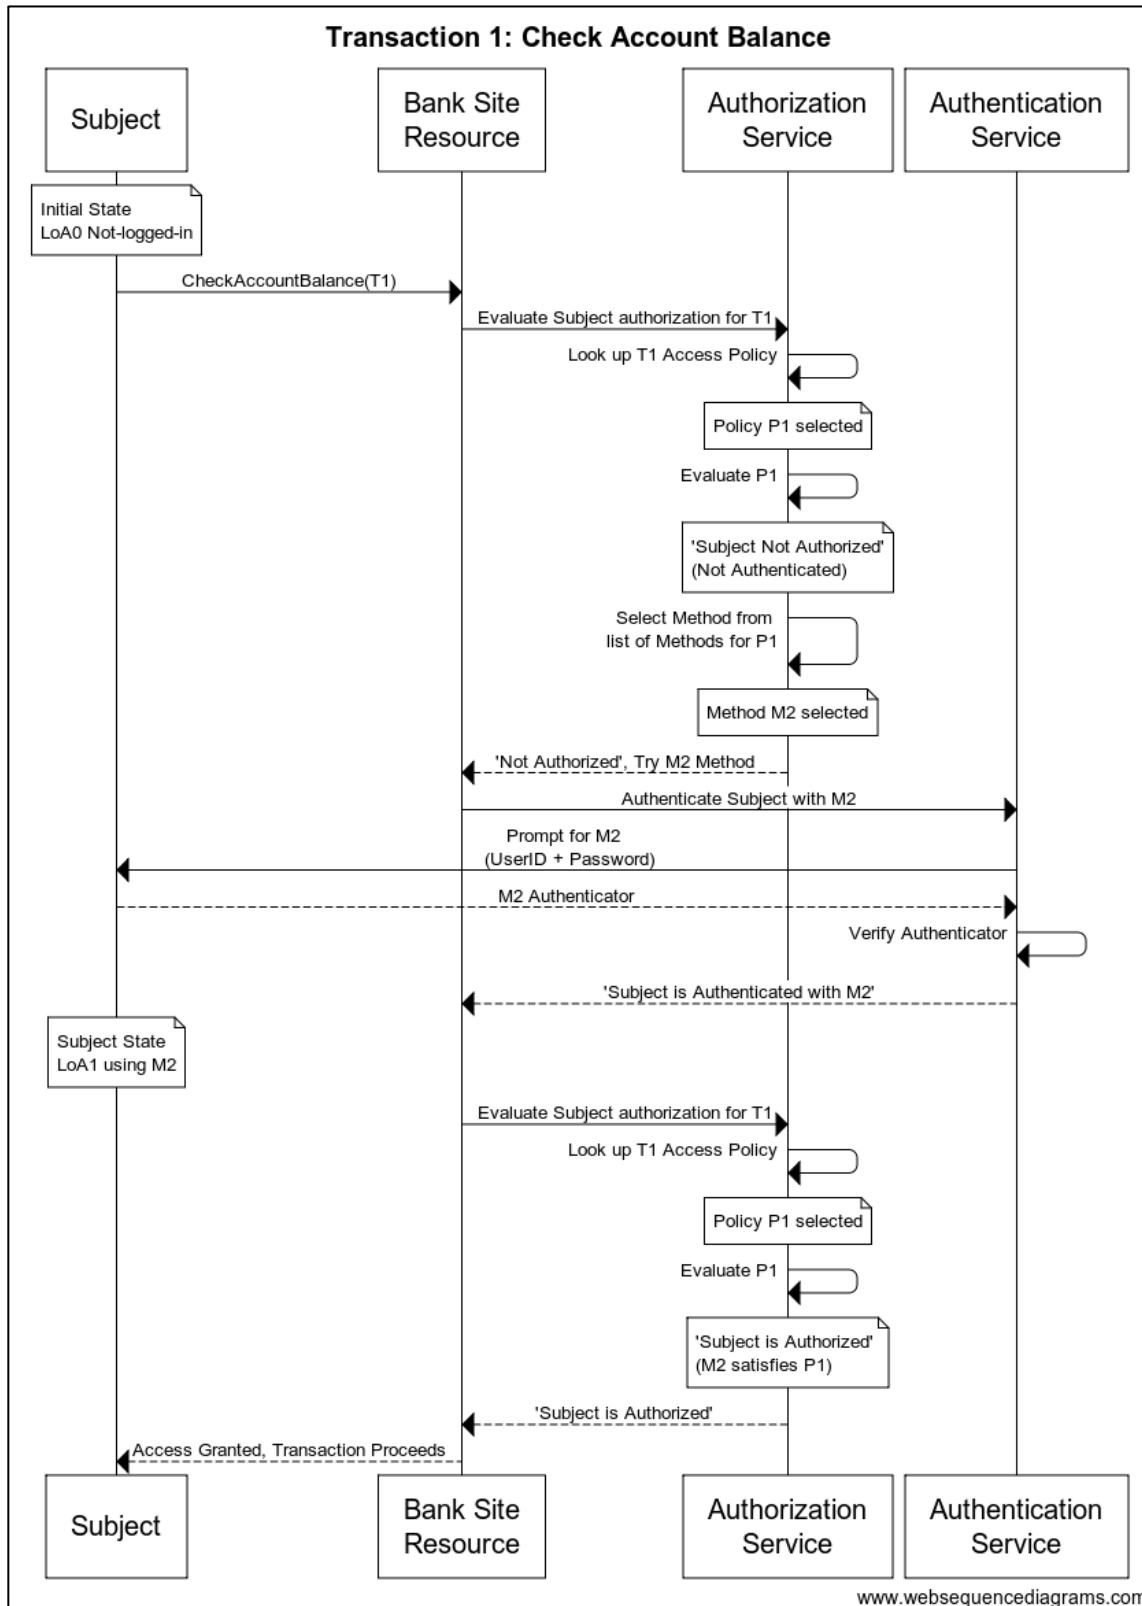 Transaction 1: Check Account Balance
Subject
Bank Site
Resource
Authorization
Service
Authentication
Service
Initial State
LoA0 Not-logged-in
CheckAccountBalance(T1)
Evaluate Subject authorization for T1
Look up T1 Access Policy
Policy P1 selected
Evaluate P1
'Subject Not Authorized'
(Not Authenticated)
Select Method from
list of Methods for P1
Method M2 selected
'Not Authorized', Try M2 Method
Authenticate Subject with M2
Prompt for M2
(UserID + Password)
M2 Authenticator
Verify Authenticator
'Subject is Authenticated with M2'
Subject State
LoA1 using M2
Evaluate Subject authorization for T1
Look up T1 Access Policy
Policy P1 selected
Evaluate P1
'Subject is Authorized'
(M2 satisfies P1)
'Subject is Authorized'
Access Granted, Transaction Proceeds
Subject
Bank Site
Resource
Authorization
Service
Authentication
Service
www.websequencediagrams.com